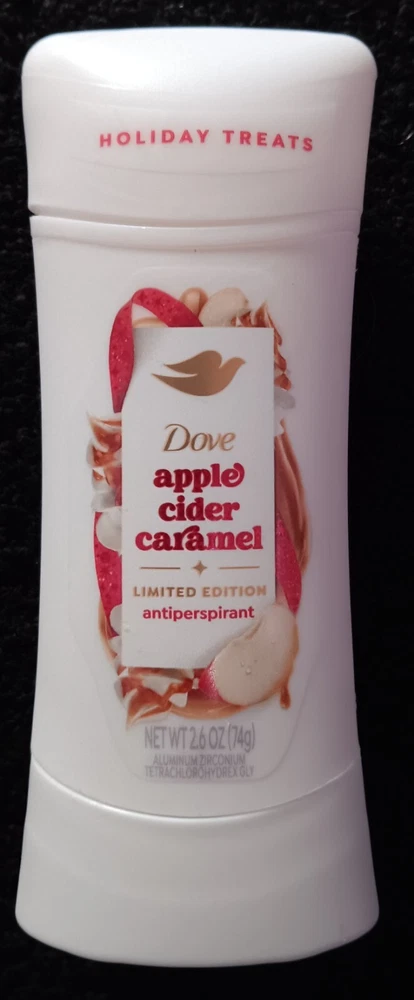 HOLIDAY TREATS
Dove
apple
cider
caramel
LIMITED EDITION
antiperspirant
NET WT 2.6 OZ (74g)
ALUMINUM ZIRCONIUM
TETRACHLOROHYDREX GLY